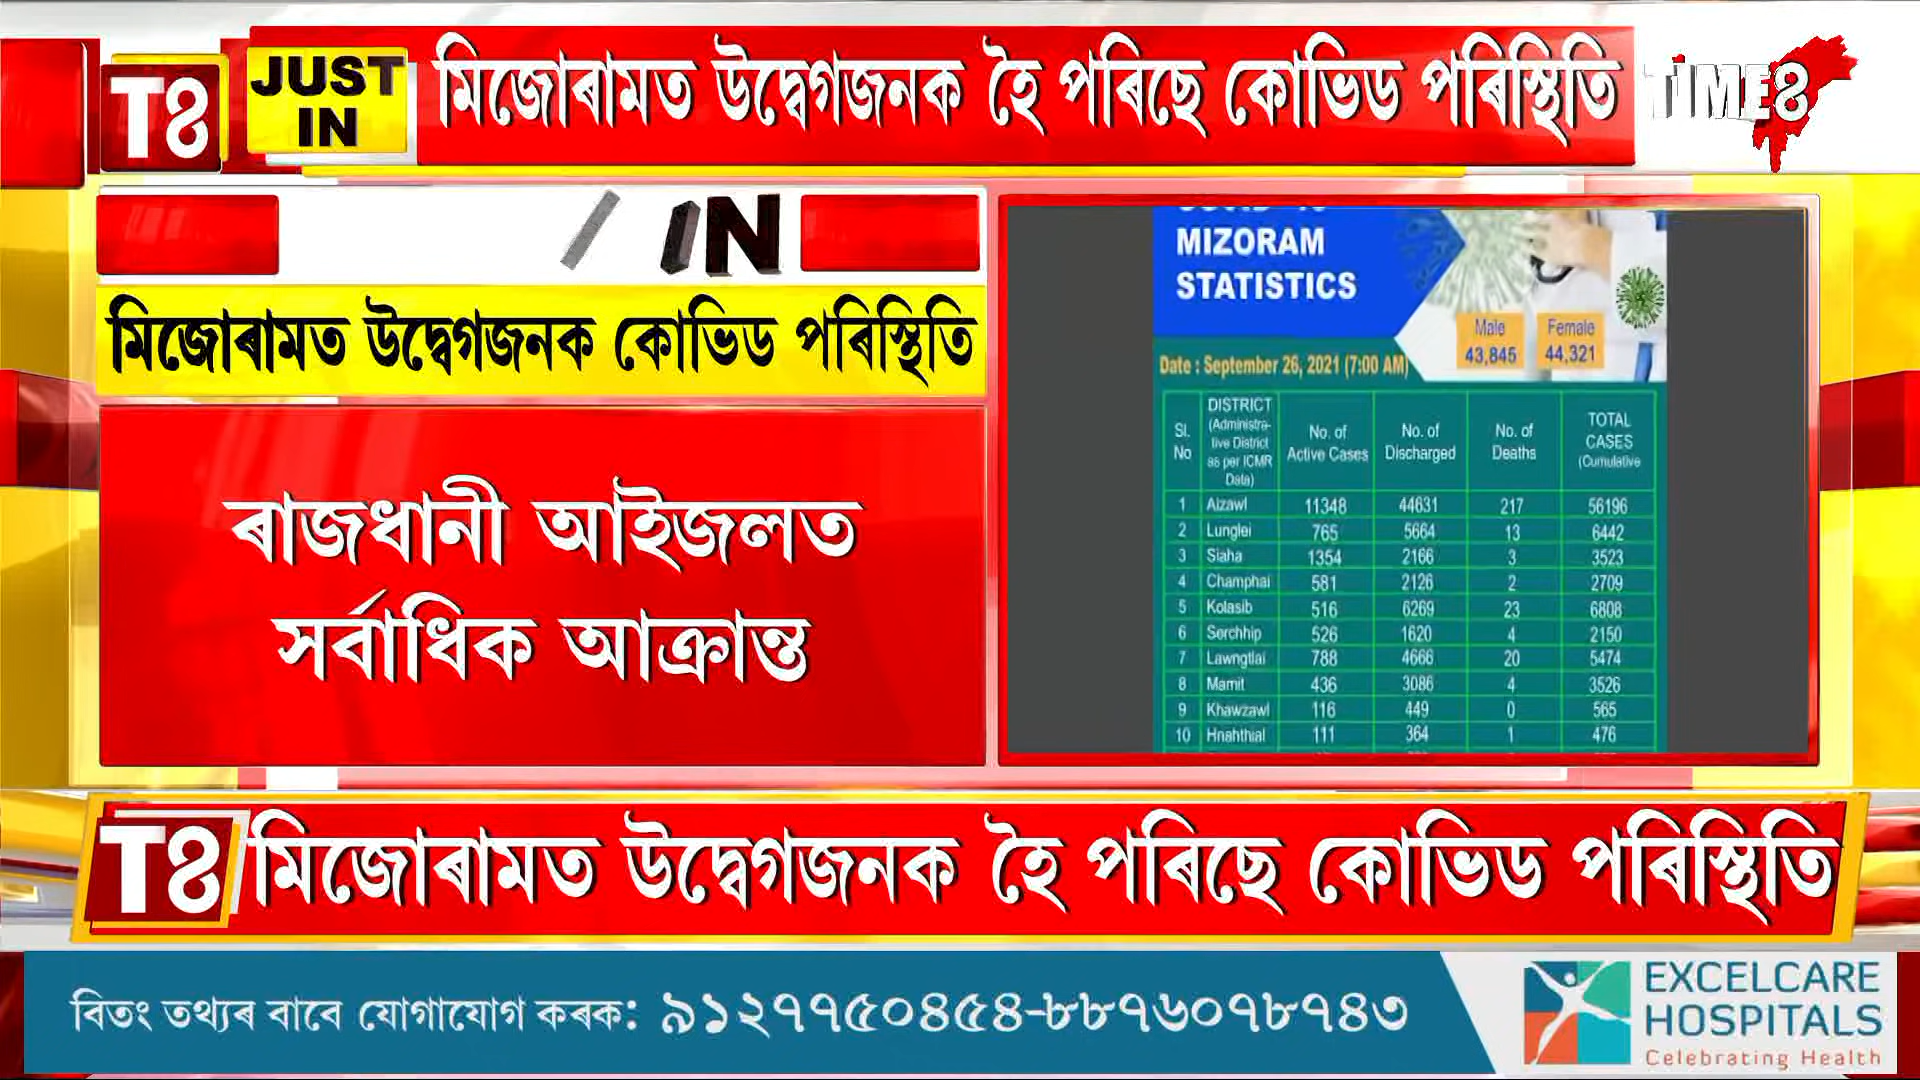 T8
JUST
IN
মিজোৰামত উদ্বেগজনক হৈ পৰিছে কোভিড পৰিস্থিতি
TIME8
IN
মিজোৰামত উদ্বেগজনক কোভিড পৰিস্থিতি
ৰাজধানী আইজলত
সৰ্বাধিক আক্ৰান্ত
MIZORAM
STATISTICS
Male
43,845
Female
44,321
Date : September 26, 2021 (7:00 AM)
Sl. No DISTRICT (Administra-tive District as per ICMR Data) No. of Active Cases No. of Discharged No. of Deaths TOTAL CASES (Cumulative
1 Aizawl 11348 44631 217 56196
2 Lunglei 765 5664 13 6442
3 Siaha 1354 2166 3 3523
4 Champhai 581 2126 2 2709
5 Kolasib 516 6269 23 6808
6 Serchhip 526 1620 4 2150
7 Lawngtlai 788 4666 20 5474
8 Mamit 436 3086 4 3526
9 Khawzawl 116 449 0 565
10 Hnahthial 111 364 1 476
T8
মিজোৰামত উদ্বেগজনক হৈ পৰিছে কোভিড পৰিস্থিতি
বিতং তথ্যৰ বাবে যোগাযোগ কৰক: ৯১২৭৭৫০৪৫৪-৮৮৭৬০৭৮৭৪৩
EXCELCARE
HOSPITALS
Celebrating Health